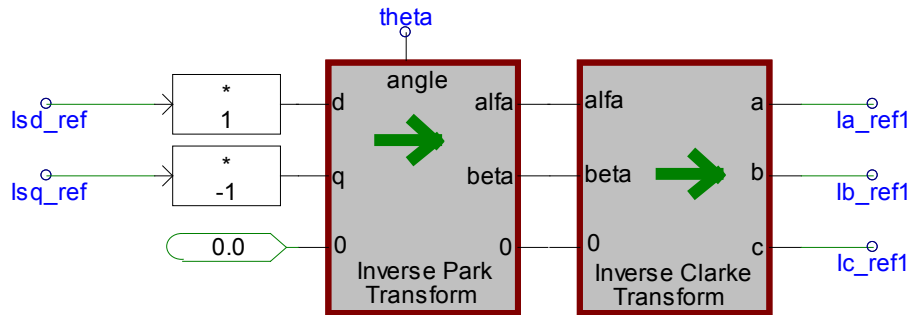 theta
angle
Isd_ref
*
1
d
alfa
alfa
a
Ia_ref1
Isq_ref
*
-1
q
beta
beta
b
Ib_ref1
0.0
0
0
0
c
Ic_ref1
Inverse Park
Transform
Inverse Clarke
Transform